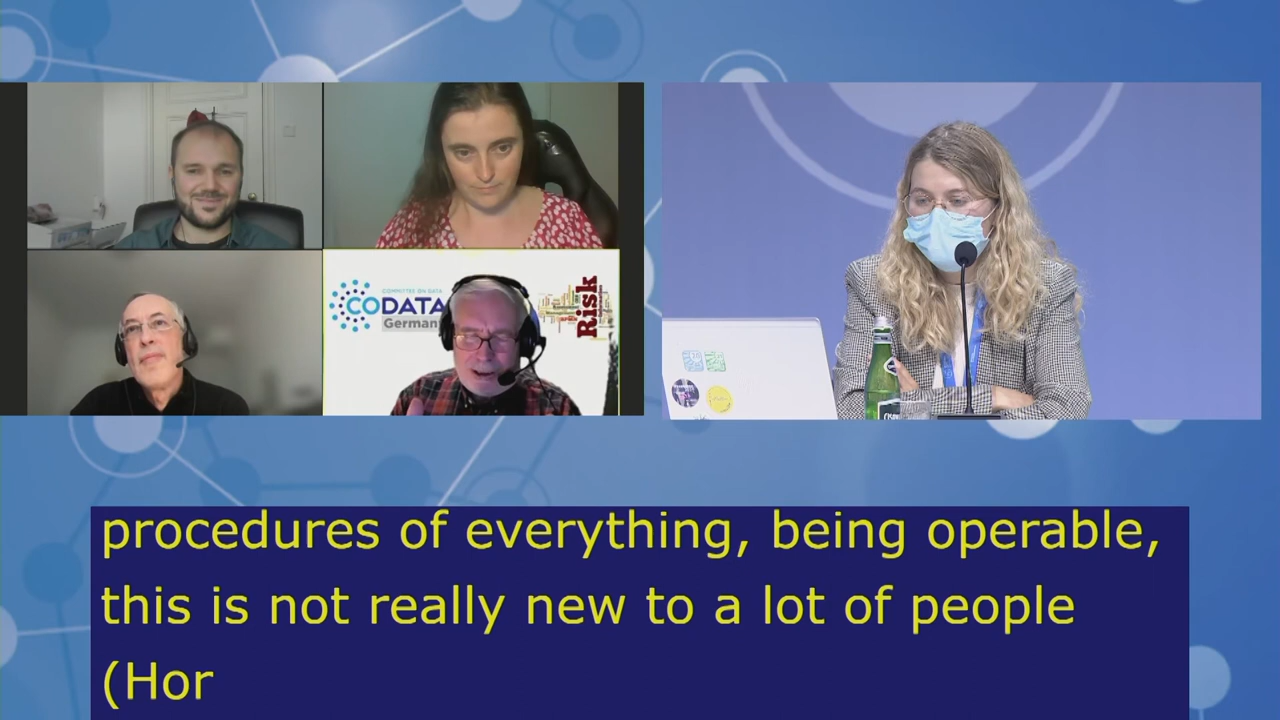 COMMITTEE ON DATA
CODATA
Germany
Risk
procedures of everything, being operable,
this is not really new to a lot of people
(Hor